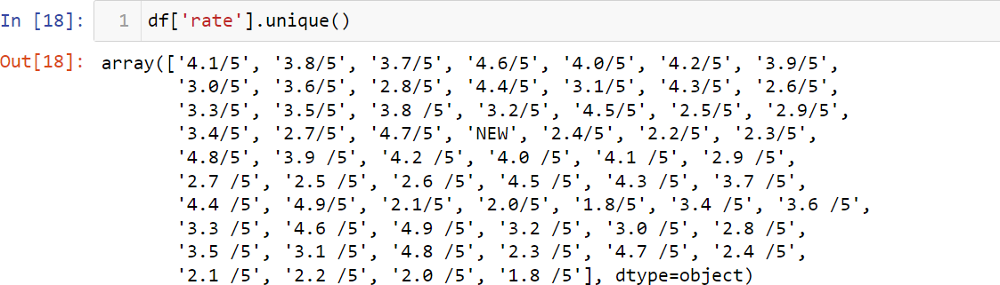 In [18]: 1 df['rate'].unique()
Out[18]: array(['4.1/5', '3.8/5', '3.7/5', '4.6/5', '4.0/5', '4.2/5', '3.9/5',
'3.0/5', '3.6/5', '2.8/5', '4.4/5', '3.1/5', '4.3/5', '2.6/5',
'3.3/5', '3.5/5', '3.8 /5', '3.2/5', '4.5/5', '2.5/5', '2.9/5',
'3.4/5', '2.7/5', '4.7/5', 'NEW', '2.4/5', '2.2/5', '2.3/5',
'4.8/5', '3.9 /5', '4.2 /5', '4.0 /5', '4.1 /5', '2.9 /5',
'2.7 /5', '2.5 /5', '2.6 /5', '4.5 /5', '4.3 /5', '3.7 /5',
'4.4 /5', '4.9/5', '2.1/5', '2.0/5', '1.8/5', '3.4 /5', '3.6 /5',
'3.3 /5', '4.6 /5', '4.9 /5', '3.2 /5', '3.0 /5', '2.8 /5',
'3.5 /5', '3.1 /5', '4.8 /5', '2.3 /5', '4.7 /5', '2.4 /5',
'2.1 /5', '2.2 /5', '2.0 /5', '1.8 /5'], dtype=object)